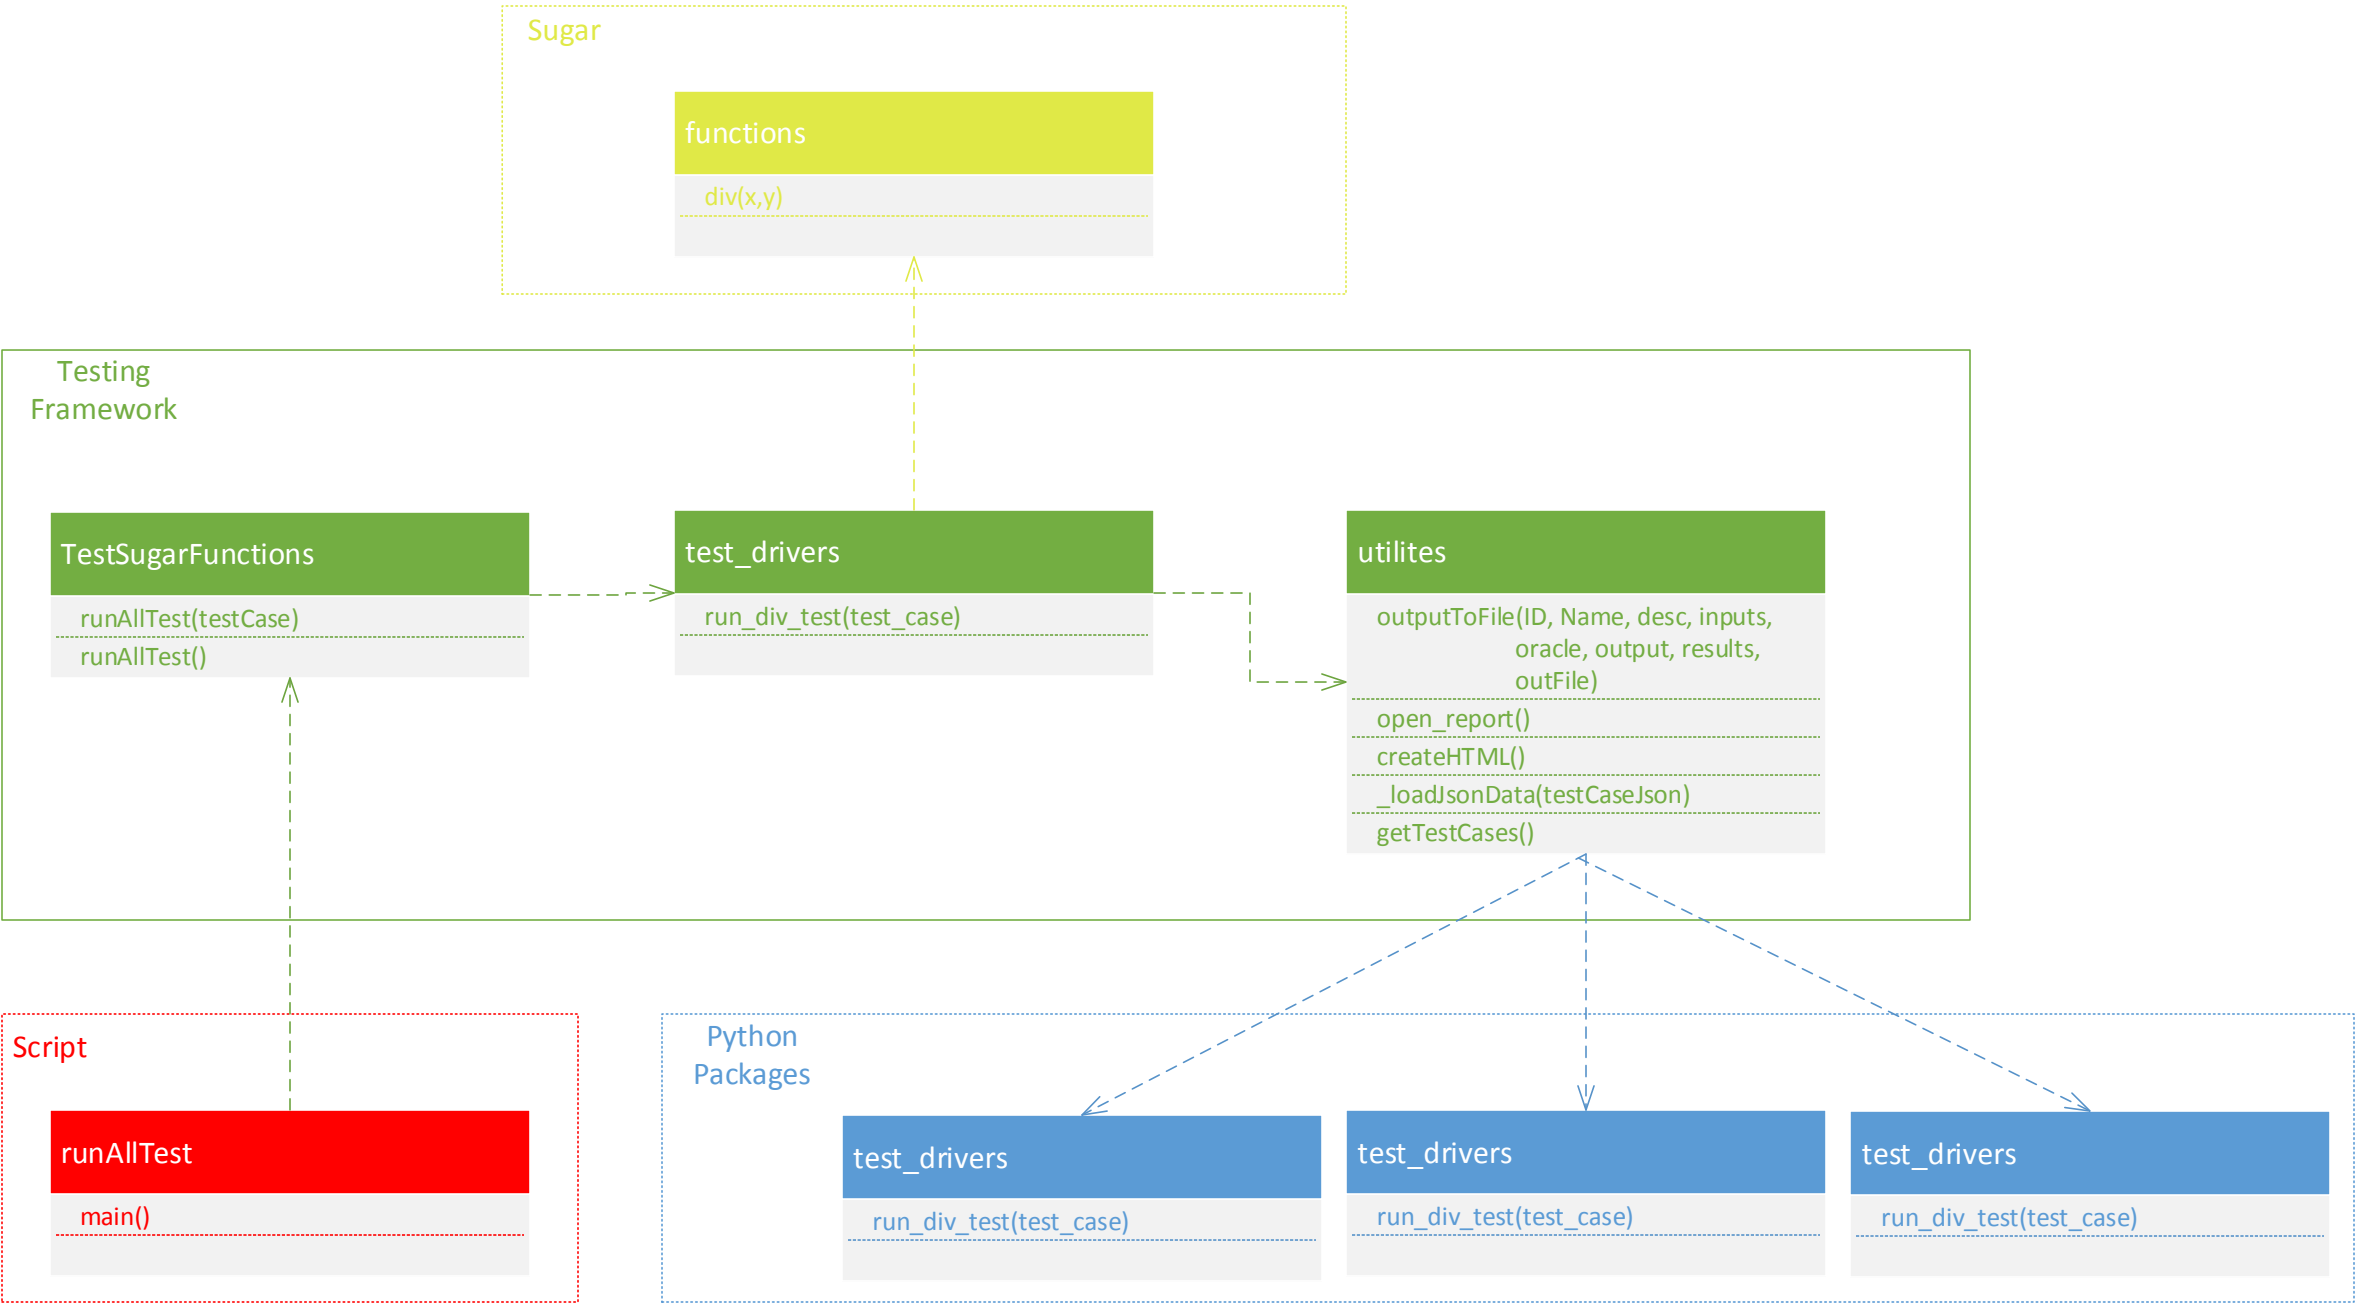 Sugar
functions
div(x,y)
Testing
Framework
TestSugarFunctions
runAllTest(testCase)
runAllTest()
test_drivers
run_div_test(test_case)
utilites
outputToFile(ID, Name, desc, inputs,
oracle, output, results,
outFile)
open_report()
createHTML()
_loadJsonData(testCaseJson)
getTestCases()
Script
runAllTest
main()
Python
Packages
test_drivers
run_div_test(test_case)
test_drivers
run_div_test(test_case)
test_drivers
run_div_test(test_case)